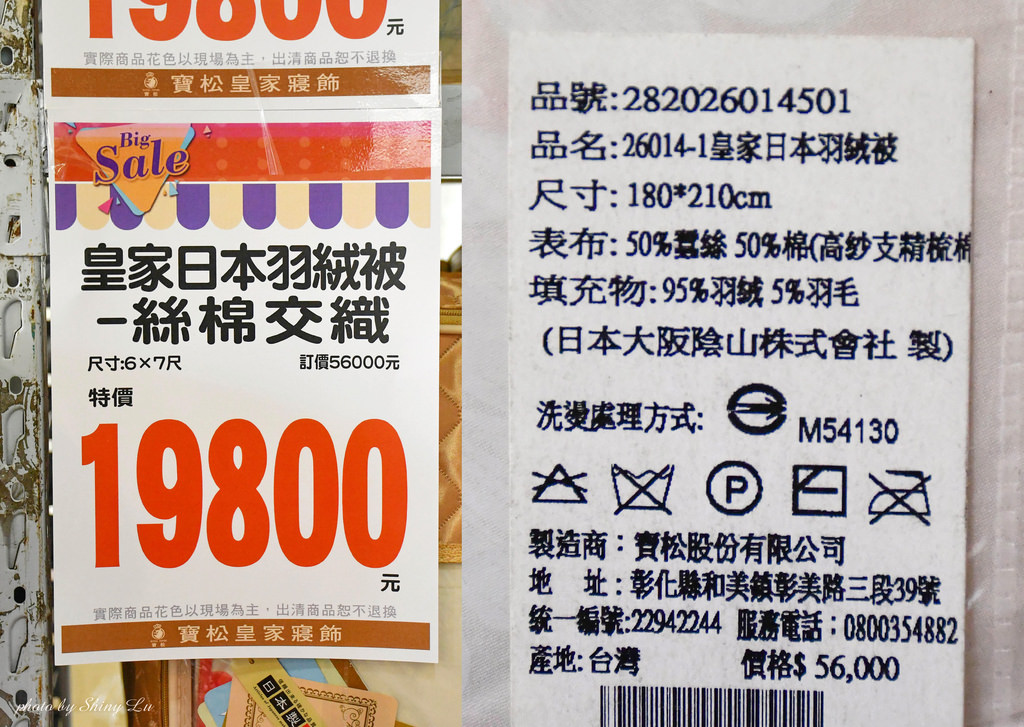 19800
元
實際商品花色以現場為主，出清商品恕不退換
寶松皇家寢飾
Big
Sale
皇家日本羽絨被
-絲棉交織
尺寸:6×7尺
訂價56000元
特價
19800
元
實際商品花色以現場為主，出清商品恕不退換
寶松皇家寢飾
日本製
photo by Shiny Lu
品號:282026014501
品名:26014-1皇家日本羽絨被
尺寸:180*210cm
表布:50%蠶絲 50%棉(高紗支精梳棉
填充物:95%羽絨 5%羽毛
(日本大阪陰山株式會社 製)
洗燙處理方式:
M54130
P
製造商：寶松股份有限公司
地 址：彰化縣和美鎮彰美路三段39號
統一編號:22942244 服務電話：0800354882
產地:台灣 價格$ 56,000